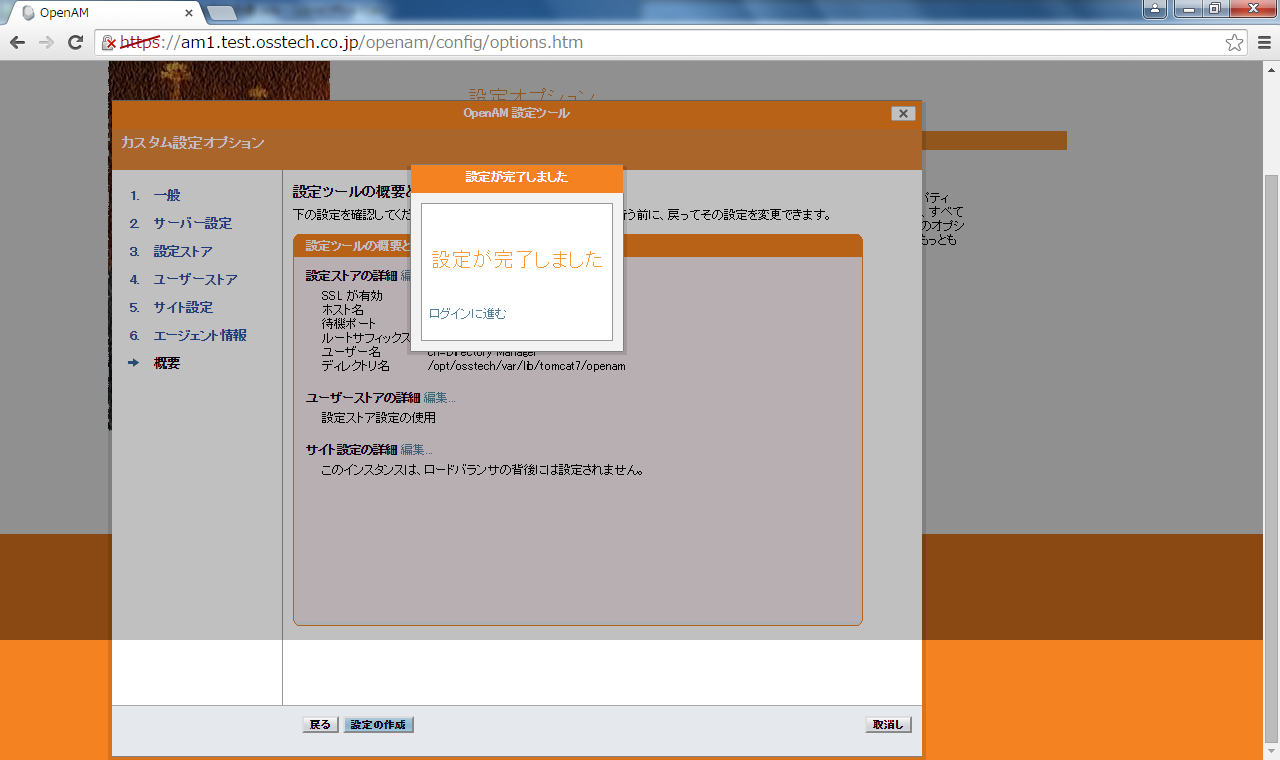 OpenAM
https://am1.test.osstech.co.jp/openam/config/options.htm
設定オプション
OpenAM 設定ツール
カスタム設定オプション
設定が完了しました
1. 一般
2. サーバー設定
3. 設定ストア
4. ユーザーストア
5. サイト設定
6. エージェント情報
概要
設定ツールの概要と
下の設定を確認してくだ
う前に、戻ってその設定を変更できます。
設定ツールの概要と
設定が完了しました
ログインに進む
設定ストアの詳細 編
SSL が有効
ホスト名
待機ポート
ルートサフィックス
ユーザー名 cn=Directory Manager
ディレクトリ名 /opt/osstech/var/lib/tomcat7/openam
ユーザーストアの詳細 編集...
設定ストア設定の使用
サイト設定の詳細 編集...
このインスタンスは、ロードバランサの背後には設定されません。
パティ
、すべて
のオプシ
もっとも
戻る 設定の作成 取消し